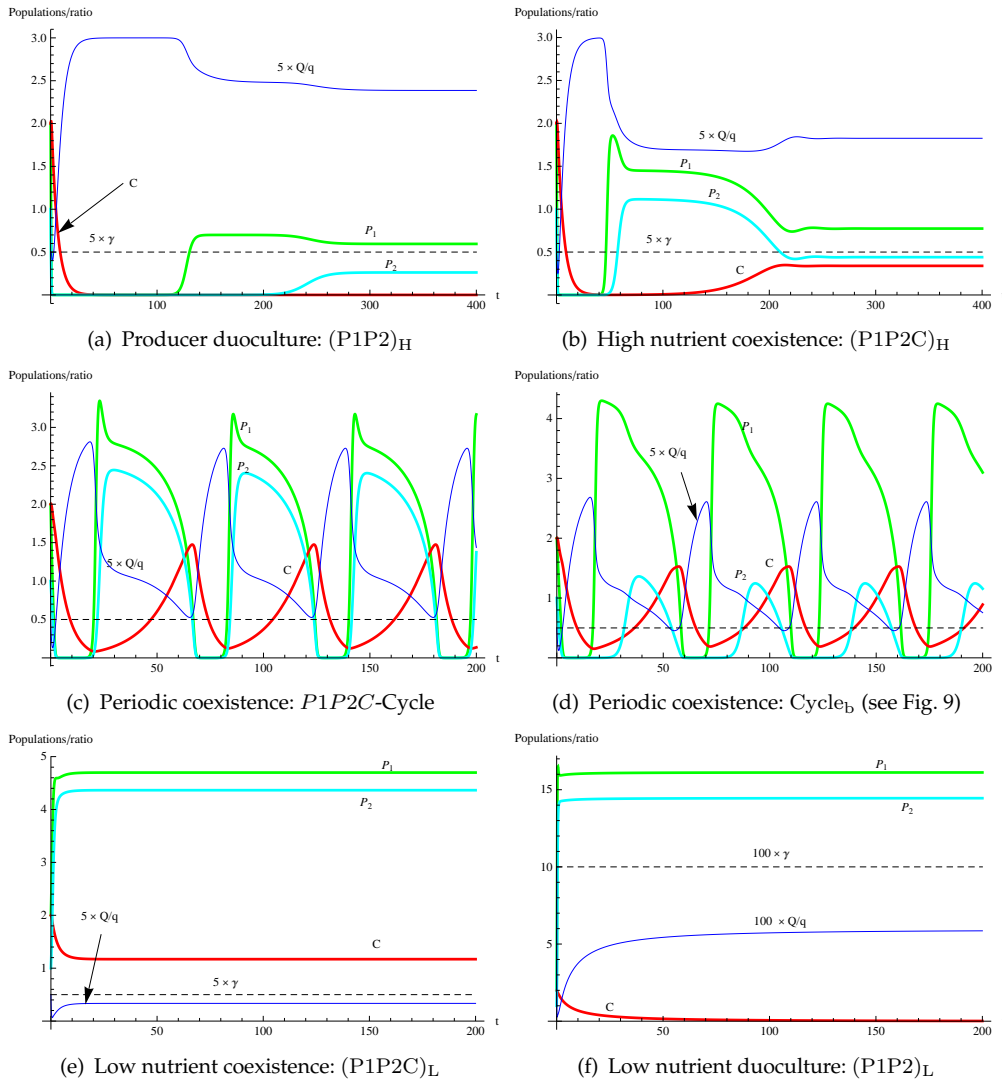 Populations/ratio
3.0
2.5
2.0
1.5
1.0
0.5
5 × Q/q
C
5 × γ
P1
P2
100
200
300
400
t
(a) Producer duoculture: (P1P2)H
Populations/ratio
3.0
2.5
2.0
1.5
1.0
0.5
5 × Q/q
P1
P2
5 × γ
C
100
200
300
400
t
(b) High nutrient coexistence: (P1P2C)H
Populations/ratio
3.0
2.5
2.0
1.5
1.0
0.5
P1
P2
5 × Q/q
C
50
100
150
200
t
(c) Periodic coexistence: P1P2C-Cycle
Populations/ratio
4
3
2
1
P1
5 × Q/q
P2
C
50
100
150
200
t
(d) Periodic coexistence: Cycleb (see Fig. 9)
Populations/ratio
5
4
3
2
1
P1
P2
5 × Q/q
C
5 × γ
50
100
150
200
t
(e) Low nutrient coexistence: (P1P2C)L
Populations/ratio
15
10
5
P1
P2
100 × γ
100 × Q/q
C
50
100
150
200
t
(f) Low nutrient duoculture: (P1P2)L